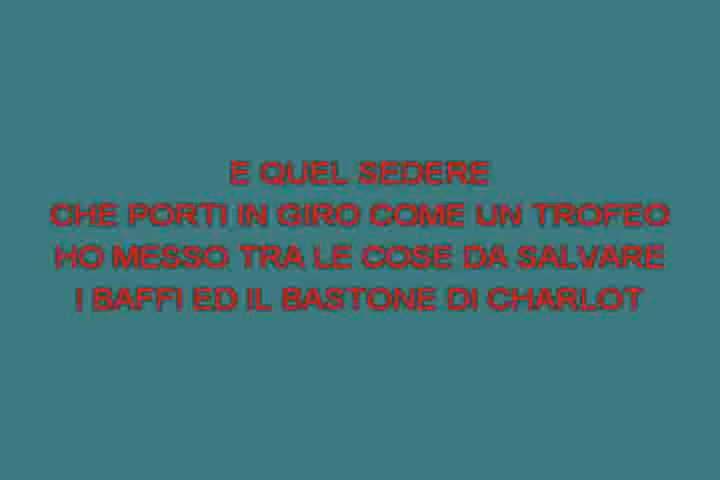 E QUEL SEDERE
CHE PORTI IN GIRO COME UN TROFEO
HO MESSO TRA LE COSE DA SALVARE
I BAFFI ED IL BASTONE DI CHARLOT